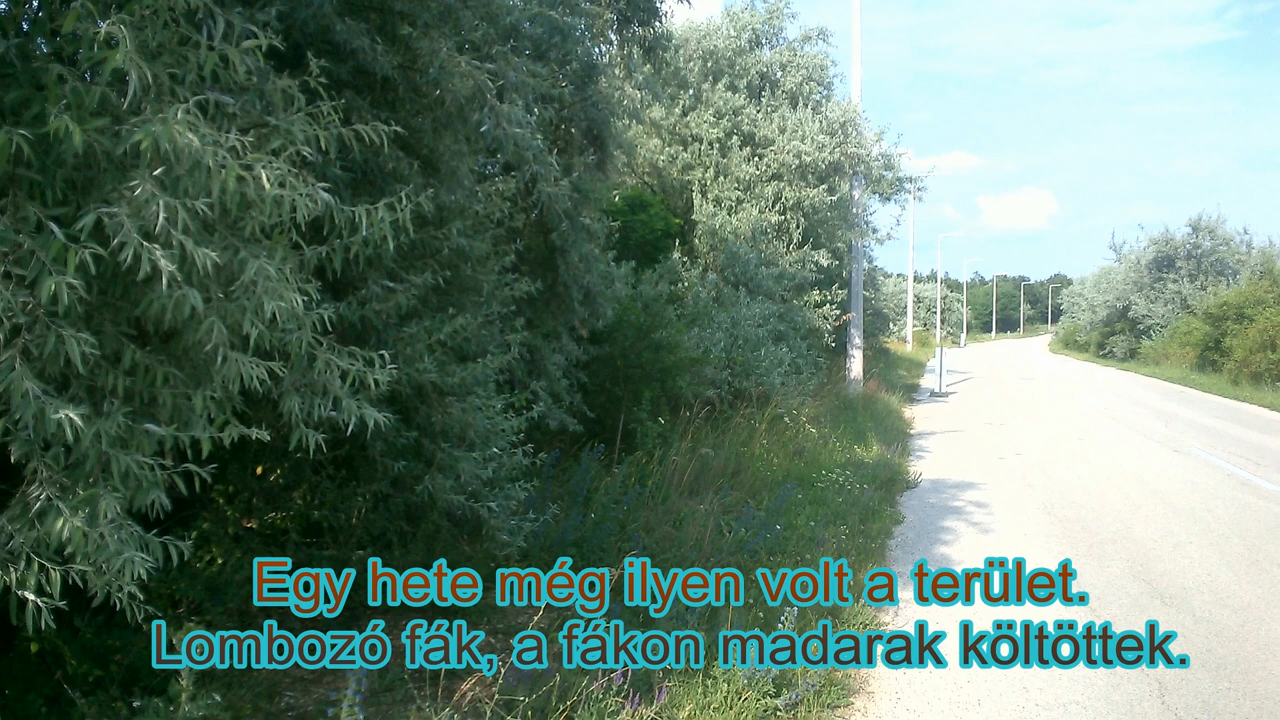 Egy hete még ilyen volt a terület.
Lombozó fák, a fákon madarak költöttek.